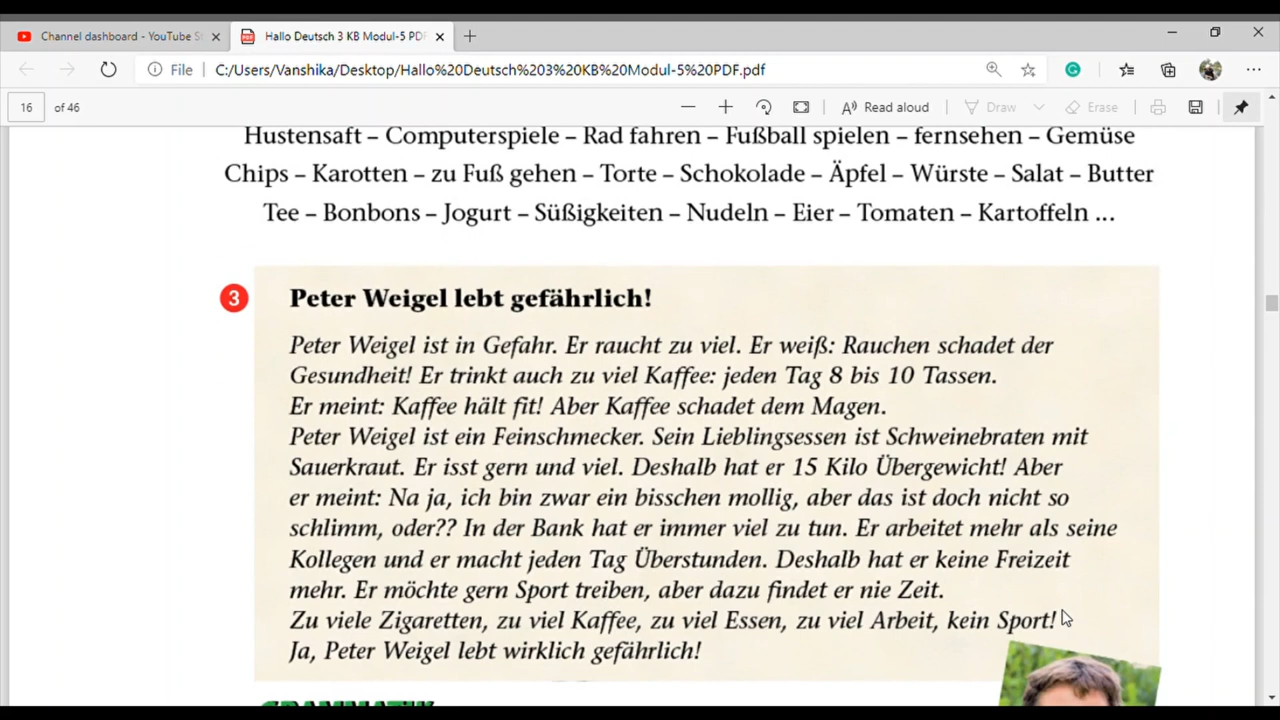 Channel dashboard - YouTube St
Hallo Deutsch 3 KB Modul-5 PDF
File
C:/Users/Vanshika/Desktop/Hallo%20Deutsch%203%20KB%20Modul-5%20PDF.pdf
16 of 46
Read aloud
Draw
Erase
Hustensaft – Computerspiele – Rad fahren – Fußball spielen – fernsehen – Gemüse
Chips – Karotten – zu Fuß gehen – Torte – Schokolade – Äpfel – Würste – Salat – Butter
Tee – Bonbons – Jogurt – Süßigkeiten – Nudeln – Eier – Tomaten – Kartoffeln ...
3 Peter Weigel lebt gefährlich!
Peter Weigel ist in Gefahr. Er raucht zu viel. Er weiß: Rauchen schadet der
Gesundheit! Er trinkt auch zu viel Kaffee: jeden Tag 8 bis 10 Tassen.
Er meint: Kaffee hält fit! Aber Kaffee schadet dem Magen.
Peter Weigel ist ein Feinschmecker. Sein Lieblingsessen ist Schweinebraten mit
Sauerkraut. Er isst gern und viel. Deshalb hat er 15 Kilo Übergewicht! Aber
er meint: Na ja, ich bin zwar ein bisschen mollig, aber das ist doch nicht so
schlimm, oder?? In der Bank hat er immer viel zu tun. Er arbeitet mehr als seine
Kollegen und er macht jeden Tag Überstunden. Deshalb hat er keine Freizeit
mehr. Er möchte gern Sport treiben, aber dazu findet er nie Zeit.
Zu viele Zigaretten, zu viel Kaffee, zu viel Essen, zu viel Arbeit, kein Sport!
Ja, Peter Weigel lebt wirklich gefährlich!
GRAMMATIK